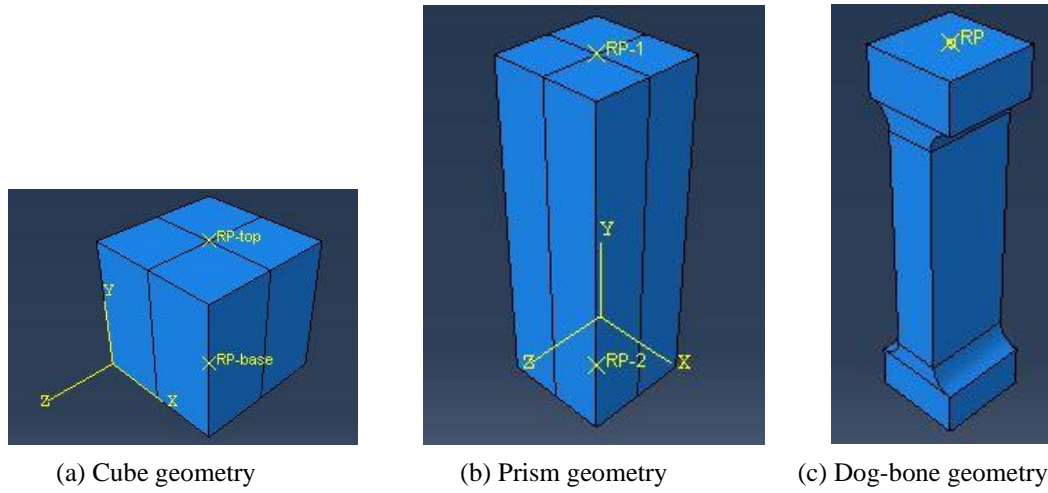 RP-top
Y
RP-base
Z
X
(a) Cube geometry
RP-1
Y
Z
RP-2
X
(b) Prism geometry
RP
(c) Dog-bone geometry